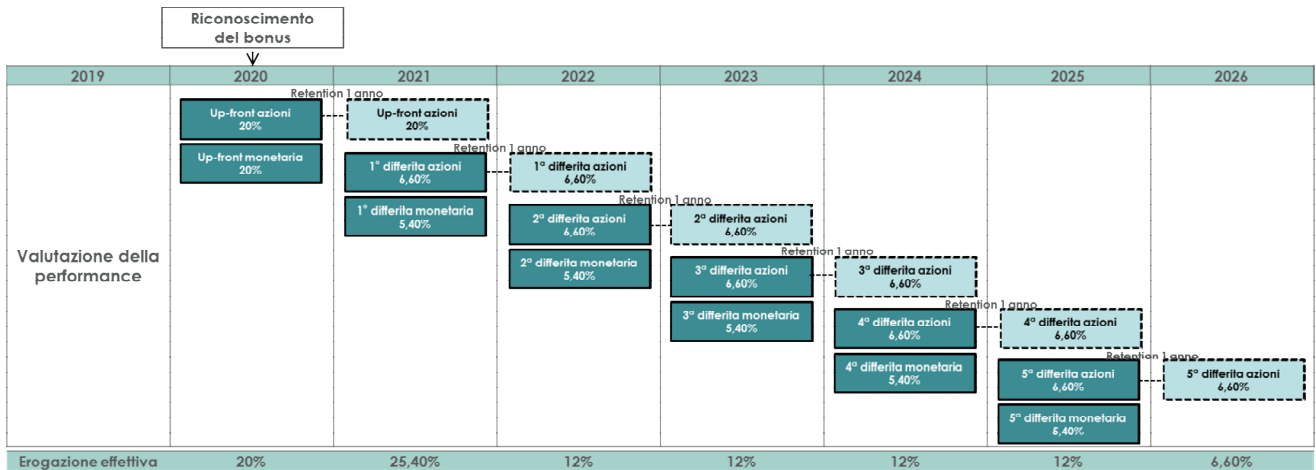 Riconoscimento
del bonus
2019 2020 2021 2022 2023 2024 2025 2026
Retention 1 anno
Up-front azioni
20%
Up-front azioni
20%
Up-front monetaria
20%
Retention 1 anno
1° differita azioni
6,60%
1ª differita azioni
6,60%
1° differita monetaria
5,40%
Retention 1 anno
2ª differita azioni
6,60%
2ª differita azioni
6,60%
2ª differita monetaria
5,40%
Valutazione della
performance
Retention 1 anno
3ª differita azioni
6,60%
3ª differita azioni
6,60%
3ª differita monetaria
5,40%
Retention 1 anno
4ª differita azioni
6,60%
4ª differita azioni
6,60%
4ª differita monetaria
5,40%
Retention 1 anno
5ª differita azioni
6,60%
5ª differita azioni
6,60%
5ª differita monetaria
5,40%
Erogazione effettiva 20% 25,40% 12% 12% 12% 12% 6,60%